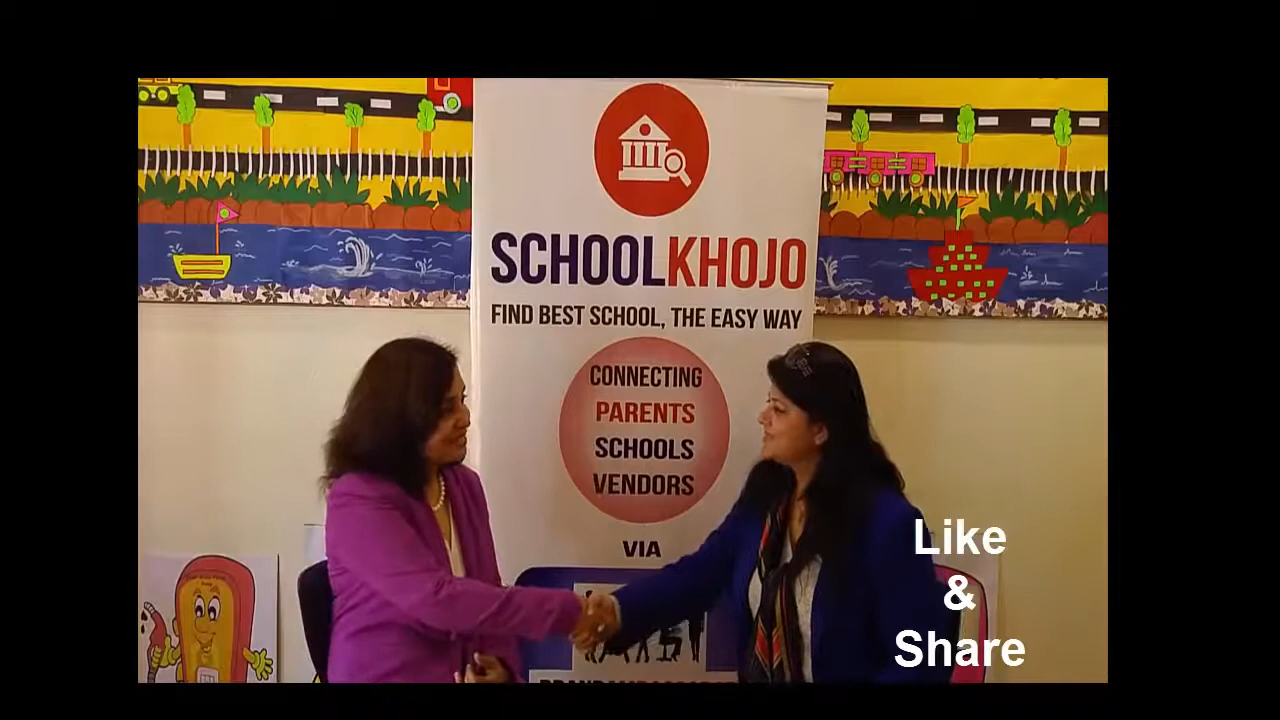 SCHOOLKHOJO
FIND BEST SCHOOL, THE EASY WAY
CONNECTING
PARENTS
SCHOOLS
VENDORS
VIA
Like
&
Share